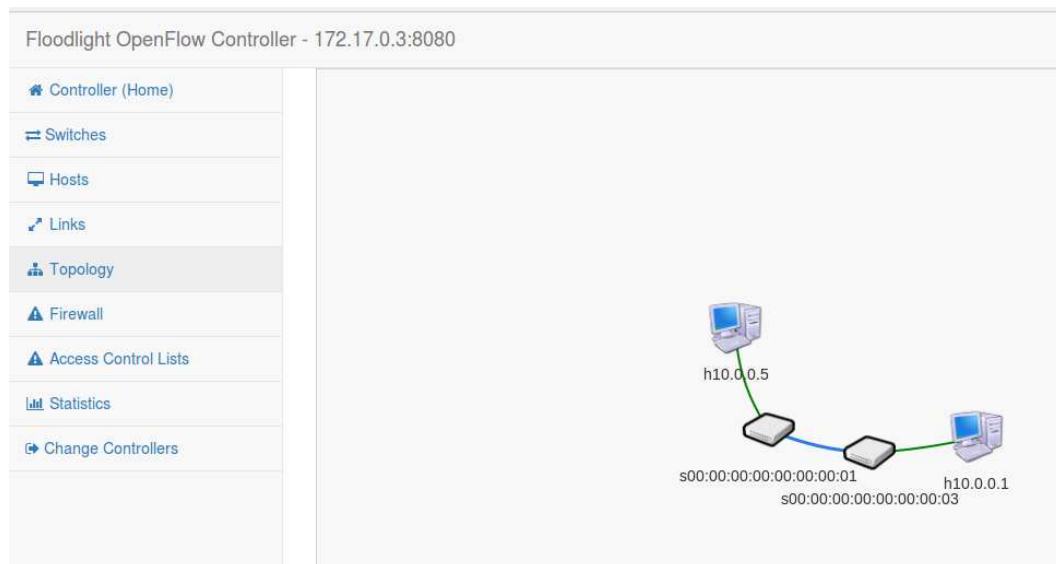 Floodlight OpenFlow Controller - 172.17.0.3:8080
Controller (Home)
Switches
Hosts
Links
Topology
Firewall
Access Control Lists
Statistics
Change Controllers
h10.0.0.5
s00:00:00:00:00:00:00:01
h10.0.0.1
s00:00:00:00:00:00:00:03